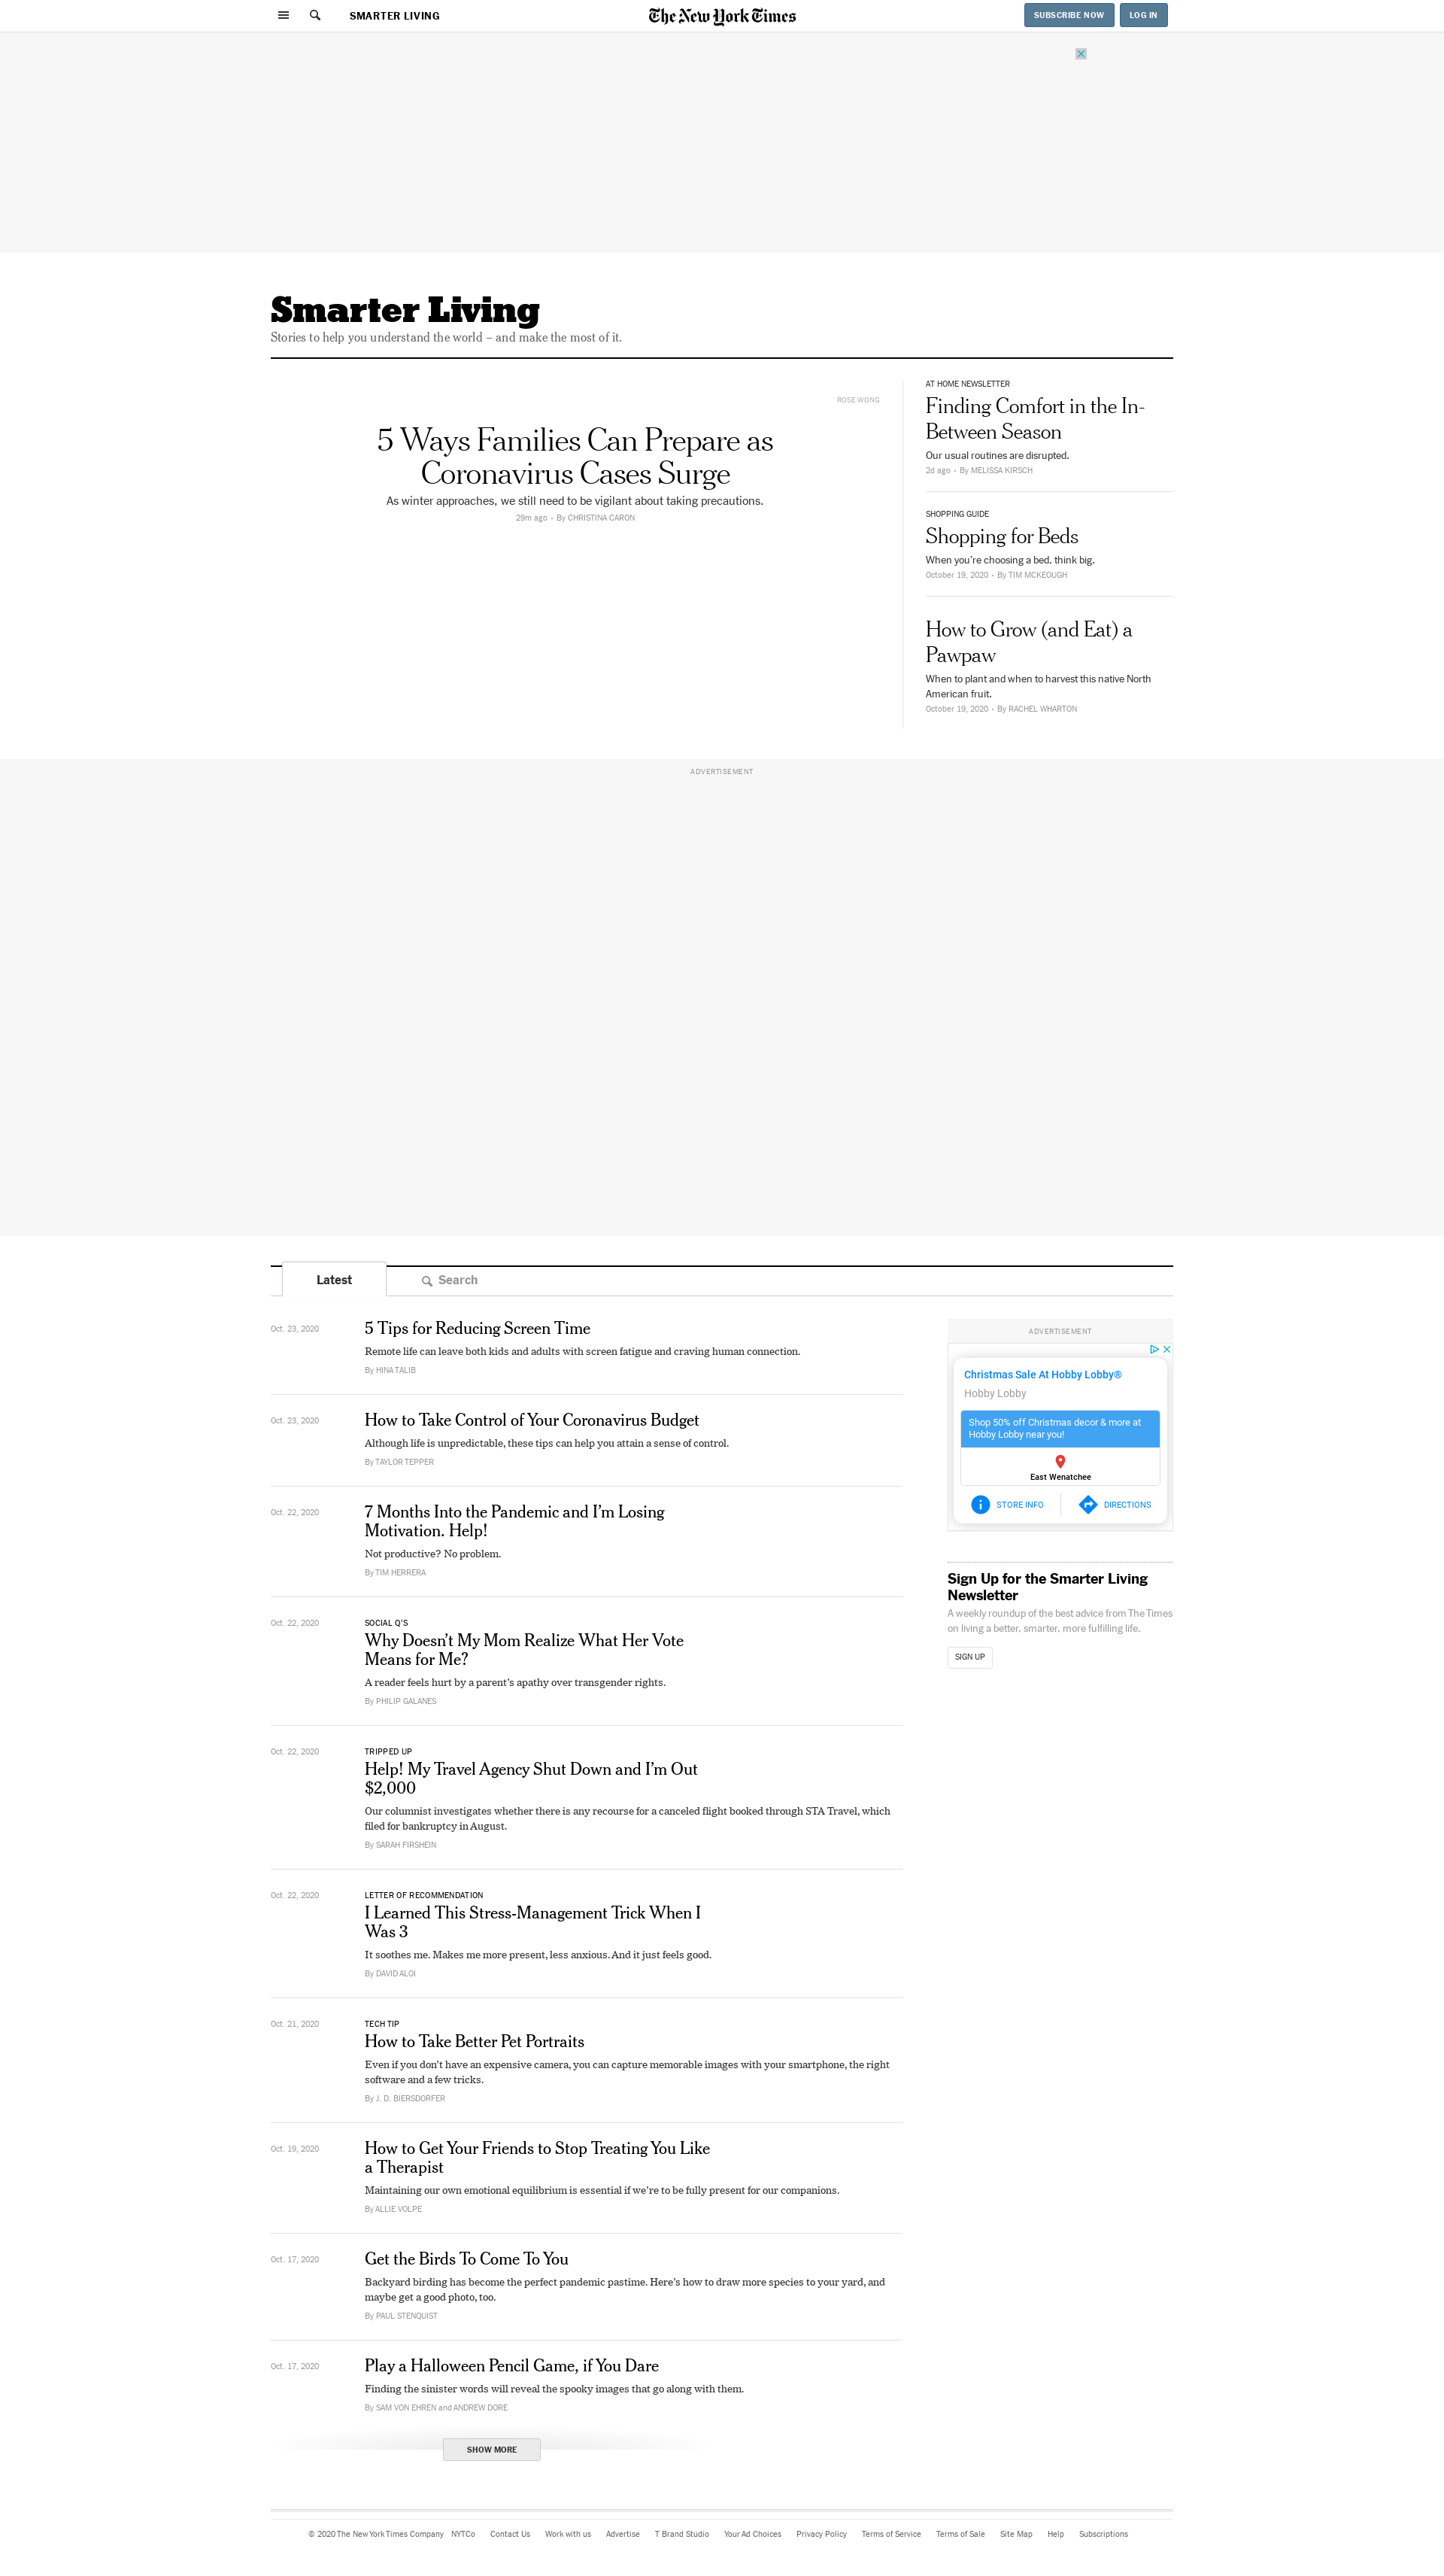 SMARTER LIVING
The New York Times
SUBSCRIBE NOW
LOG IN
Smarter Living
Stories to help you understand the world – and make the most of it.
ROSE WONG
5 Ways Families Can Prepare as
Coronavirus Cases Surge
As winter approaches, we still need to be vigilant about taking precautions.
29m ago • By CHRISTINA CARON
AT HOME NEWSLETTER
Finding Comfort in the In-
Between Season
Our usual routines are disrupted.
2d ago • By MELISSA KIRSCH
SHOPPING GUIDE
Shopping for Beds
When you’re choosing a bed, think big.
October 19, 2020 • By TIM MCKEOUGH
How to Grow (and Eat) a
Pawpaw
When to plant and when to harvest this native North
American fruit.
October 19, 2020 • By RACHEL WHARTON
ADVERTISEMENT
Latest
Search
Oct. 23, 2020
5 Tips for Reducing Screen Time
Remote life can leave both kids and adults with screen fatigue and craving human connection.
By HINA TALIB
Oct. 23, 2020
How to Take Control of Your Coronavirus Budget
Although life is unpredictable, these tips can help you attain a sense of control.
By TAYLOR TEPPER
Oct. 22, 2020
7 Months Into the Pandemic and I’m Losing
Motivation. Help!
Not productive? No problem.
By TIM HERRERA
Oct. 22, 2020
SOCIAL Q’S
Why Doesn’t My Mom Realize What Her Vote
Means for Me?
A reader feels hurt by a parent’s apathy over transgender rights.
By PHILIP GALANES
Oct. 22, 2020
TRIPPED UP
Help! My Travel Agency Shut Down and I’m Out
$2,000
Our columnist investigates whether there is any recourse for a canceled flight booked through STA Travel, which
filed for bankruptcy in August.
By SARAH FIRSHEIN
Oct. 22, 2020
LETTER OF RECOMMENDATION
I Learned This Stress-Management Trick When I
Was 3
It soothes me. Makes me more present, less anxious. And it just feels good.
By DAVID ALOI
Oct. 21, 2020
TECH TIP
How to Take Better Pet Portraits
Even if you don’t have an expensive camera, you can capture memorable images with your smartphone, the right
software and a few tricks.
By J. D. BIERSDORFER
Oct. 19, 2020
How to Get Your Friends to Stop Treating You Like
a Therapist
Maintaining our own emotional equilibrium is essential if we’re to be fully present for our companions.
By ALLIE VOLPE
Oct. 17, 2020
Get the Birds To Come To You
Backyard birding has become the perfect pandemic pastime. Here’s how to draw more species to your yard, and
maybe get a good photo, too.
By PAUL STENQUIST
Oct. 17, 2020
Play a Halloween Pencil Game, if You Dare
Finding the sinister words will reveal the spooky images that go along with them.
By SAM VON EHREN and ANDREW DORE
SHOW MORE
ADVERTISEMENT
Christmas Sale At Hobby Lobby®
Hobby Lobby
Shop 50% off Christmas decor & more at
Hobby Lobby near you!
East Wenatchee
STORE INFO
DIRECTIONS
Sign Up for the Smarter Living
Newsletter
A weekly roundup of the best advice from The Times
on living a better, smarter, more fulfilling life.
SIGN UP
© 2020 The New York Times Company NYTCo Contact Us Work with us Advertise T Brand Studio Your Ad Choices Privacy Policy Terms of Service Terms of Sale Site Map Help Subscriptions